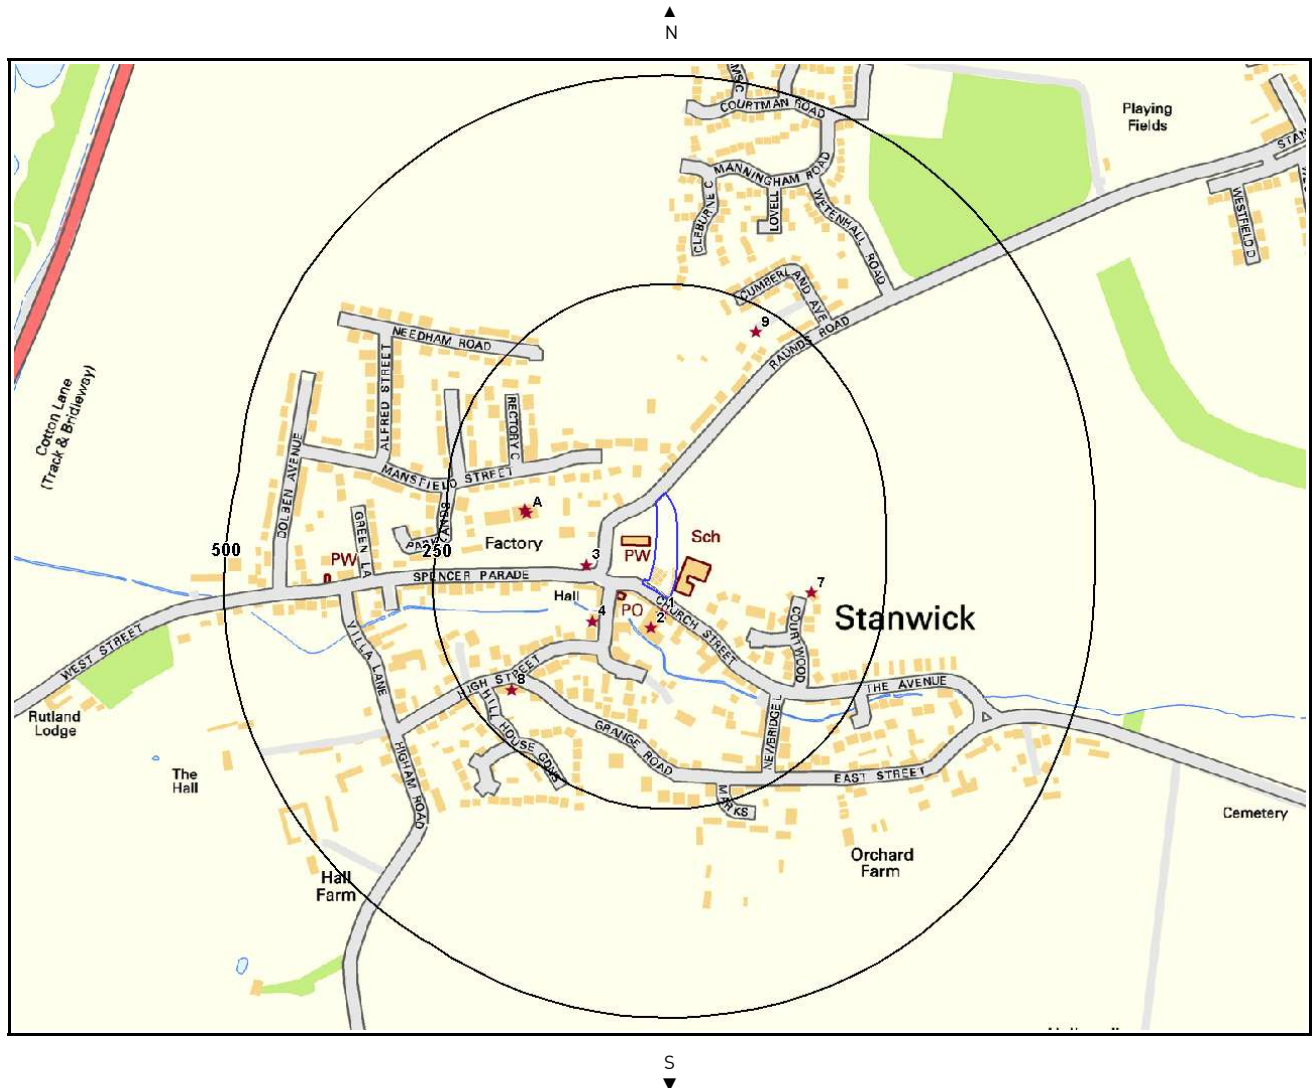 N
COURTMAN ROAD
Playing
Fields
STAN
MANNINGHAM ROAD
CLEBURNE C
LOVELL
WETENHALL ROAD
WESTFIELD D
CUMBERLAND AVE
9
RAUNDS ROAD
NEEDHAM ROAD
ALFRED STREET
RECTORY C
Cotton Lane
(Track & Bridleway)
DOLBEN AVENUE
MANSFIELD STREET
A
GREEN LA
Factory
Sch
500
250
PW
PW
3
SPENCER PARADE
Hall
PO
4
2
CHURCH STREET
7
COURTWOOD
Stanwick
WEST STREET
VILLA LANE
HIGH STREET
8
THE AVENUE
Rutland
Lodge
HILL HOUSE GDNS
GRANGE ROAD
NEWBRIDGE L
HIGHAM ROAD
EAST STREET
The
Hall
MARKS
Cemetery
Orchard
Farm
Hall
Farm
S